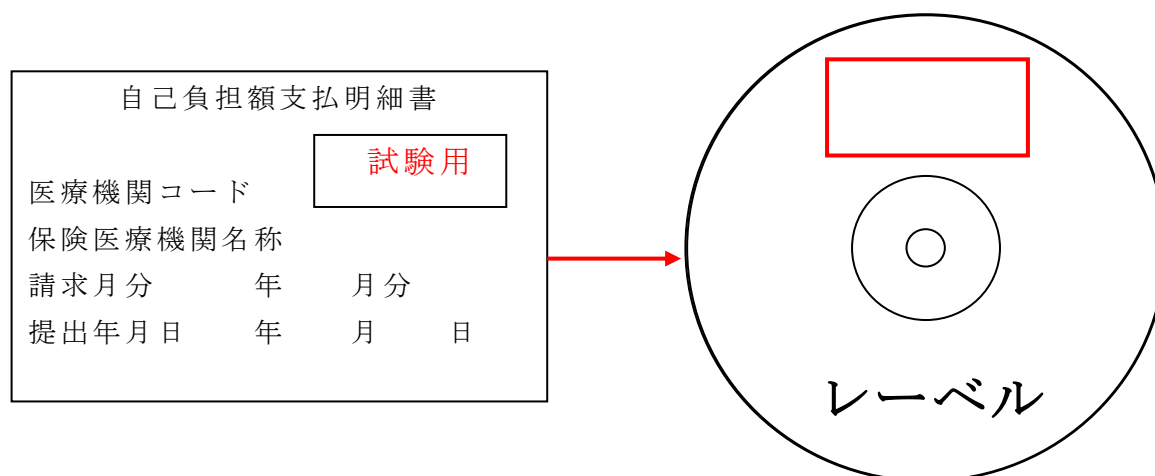 自己負担額支払明細書
試験用
医療機関コード
保険医療機関名称
請求月分 年 月分
提出年月日 年 月 日
レーベル